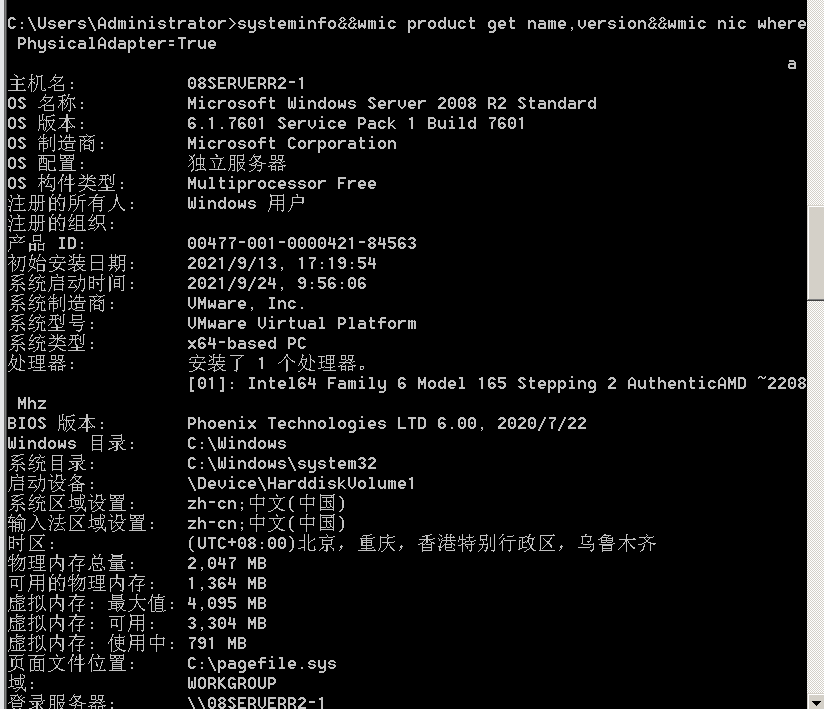 C:\Users\Administrator>systeminfo&&wmic product get name,version&&wmic nic where
 PhysicalAdapter=True
a
主机名:           08SERVERR2-1
OS 名称:          Microsoft Windows Server 2008 R2 Standard
OS 版本:          6.1.7601 Service Pack 1 Build 7601
OS 制造商:        Microsoft Corporation
OS 配置:          独立服务器
OS 构件类型:      Multiprocessor Free
注册的所有人:     Windows 用户
注册的组织:
产品 ID:          00477-001-0000421-84563
初始安装日期:     2021/9/13, 17:19:54
系统启动时间:     2021/9/24, 9:56:06
系统制造商:       VMware, Inc.
系统型号:         VMware Virtual Platform
系统类型:         x64-based PC
处理器:           安装了 1 个处理器。
                  [01]: Intel64 Family 6 Model 165 Stepping 2 AuthenticAMD ~2208
 Mhz
BIOS 版本:        Phoenix Technologies LTD 6.00, 2020/7/22
Windows 目录:     C:\Windows
系统目录:         C:\Windows\system32
启动设备:         \Device\HarddiskVolume1
系统区域设置:     zh-cn;中文(中国)
输入法区域设置:   zh-cn;中文(中国)
时区:             (UTC+08:00)北京，重庆，香港特别行政区，乌鲁木齐
物理内存总量:     2,047 MB
可用的物理内存:   1,364 MB
虚拟内存: 最大值: 4,095 MB
虚拟内存: 可用:   3,304 MB
虚拟内存: 使用中: 791 MB
页面文件位置:     C:\pagefile.sys
域:               WORKGROUP
登录服务器:       \\08SERVERR2-1